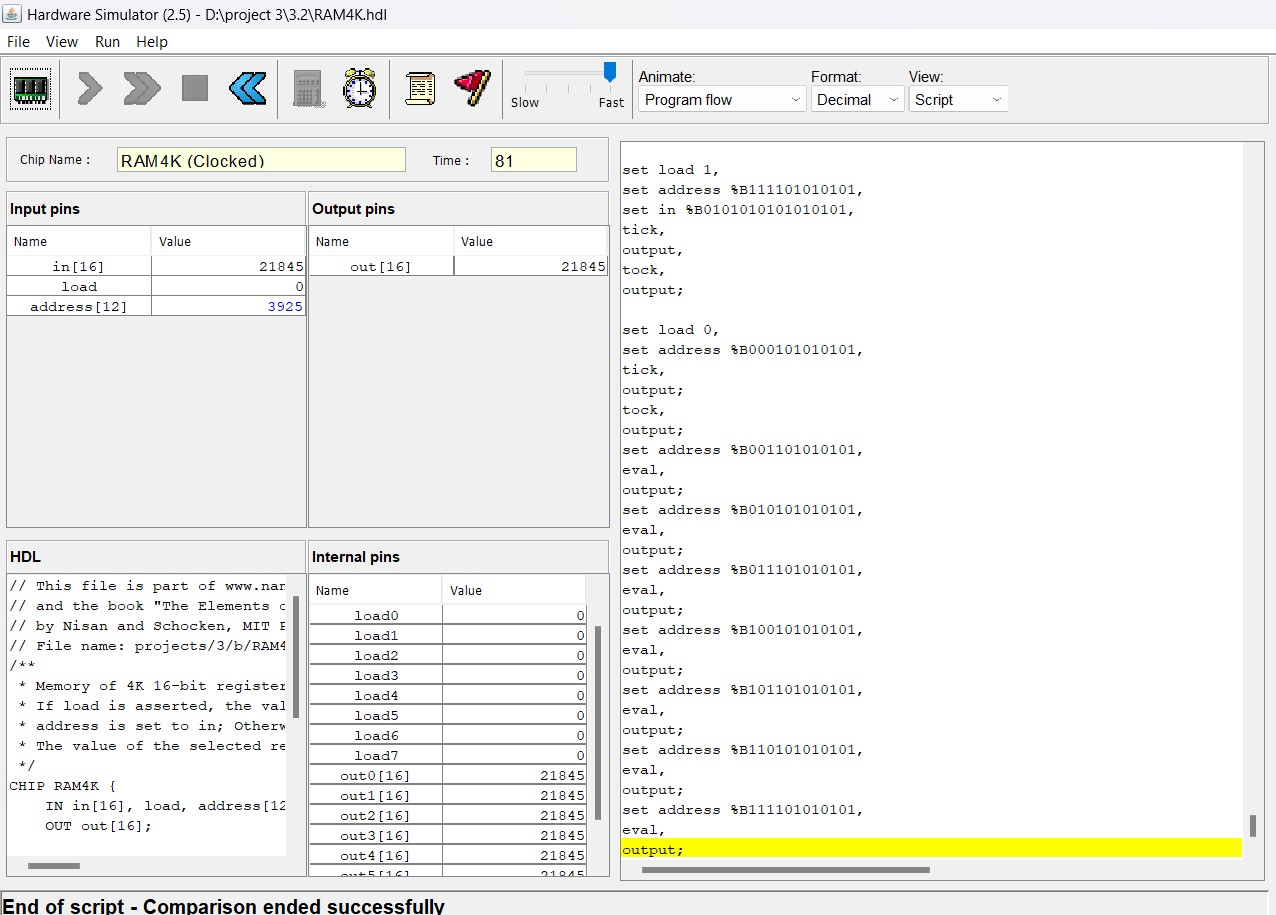 Hardware Simulator (2.5) - D:\project 3\3.2\RAM4K.hdl
File View Run Help
Slow Fast
Animate: Format: View:
Program flow Decimal Script
Chip Name : RAM4K (Clocked) Time : 81
Input pins
Name Value
in[16] 21845
load 0
address[12] 3925
Output pins
Name Value
out[16] 21845
HDL
// This file is part of www.nan
// and the book "The Elements o
// by Nisan and Schocken, MIT P
// File name: projects/3/b/RAM4
/**
* Memory of 4K 16-bit register
* If load is asserted, the val
* address is set to in; Otherw
* The value of the selected re
*/
CHIP RAM4K {
IN in[16], load, address[12
OUT out[16];
Internal pins
Name Value
load0 0
load1 0
load2 0
load3 0
load4 0
load5 0
load6 0
load7 0
out0[16] 21845
out1[16] 21845
out2[16] 21845
out3[16] 21845
out4[16] 21845
out5[16] 21845
set load 1,
set address %B111101010101,
set in %B0101010101010101,
tick,
output,
tock,
output;
set load 0,
set address %B000101010101,
tick,
output;
tock,
output;
set address %B001101010101,
eval,
output;
set address %B010101010101,
eval,
output;
set address %B011101010101,
eval,
output;
set address %B100101010101,
eval,
output;
set address %B101101010101,
eval,
output;
set address %B110101010101,
eval,
output;
set address %B111101010101,
eval,
output;
End of script - Comparison ended successfully